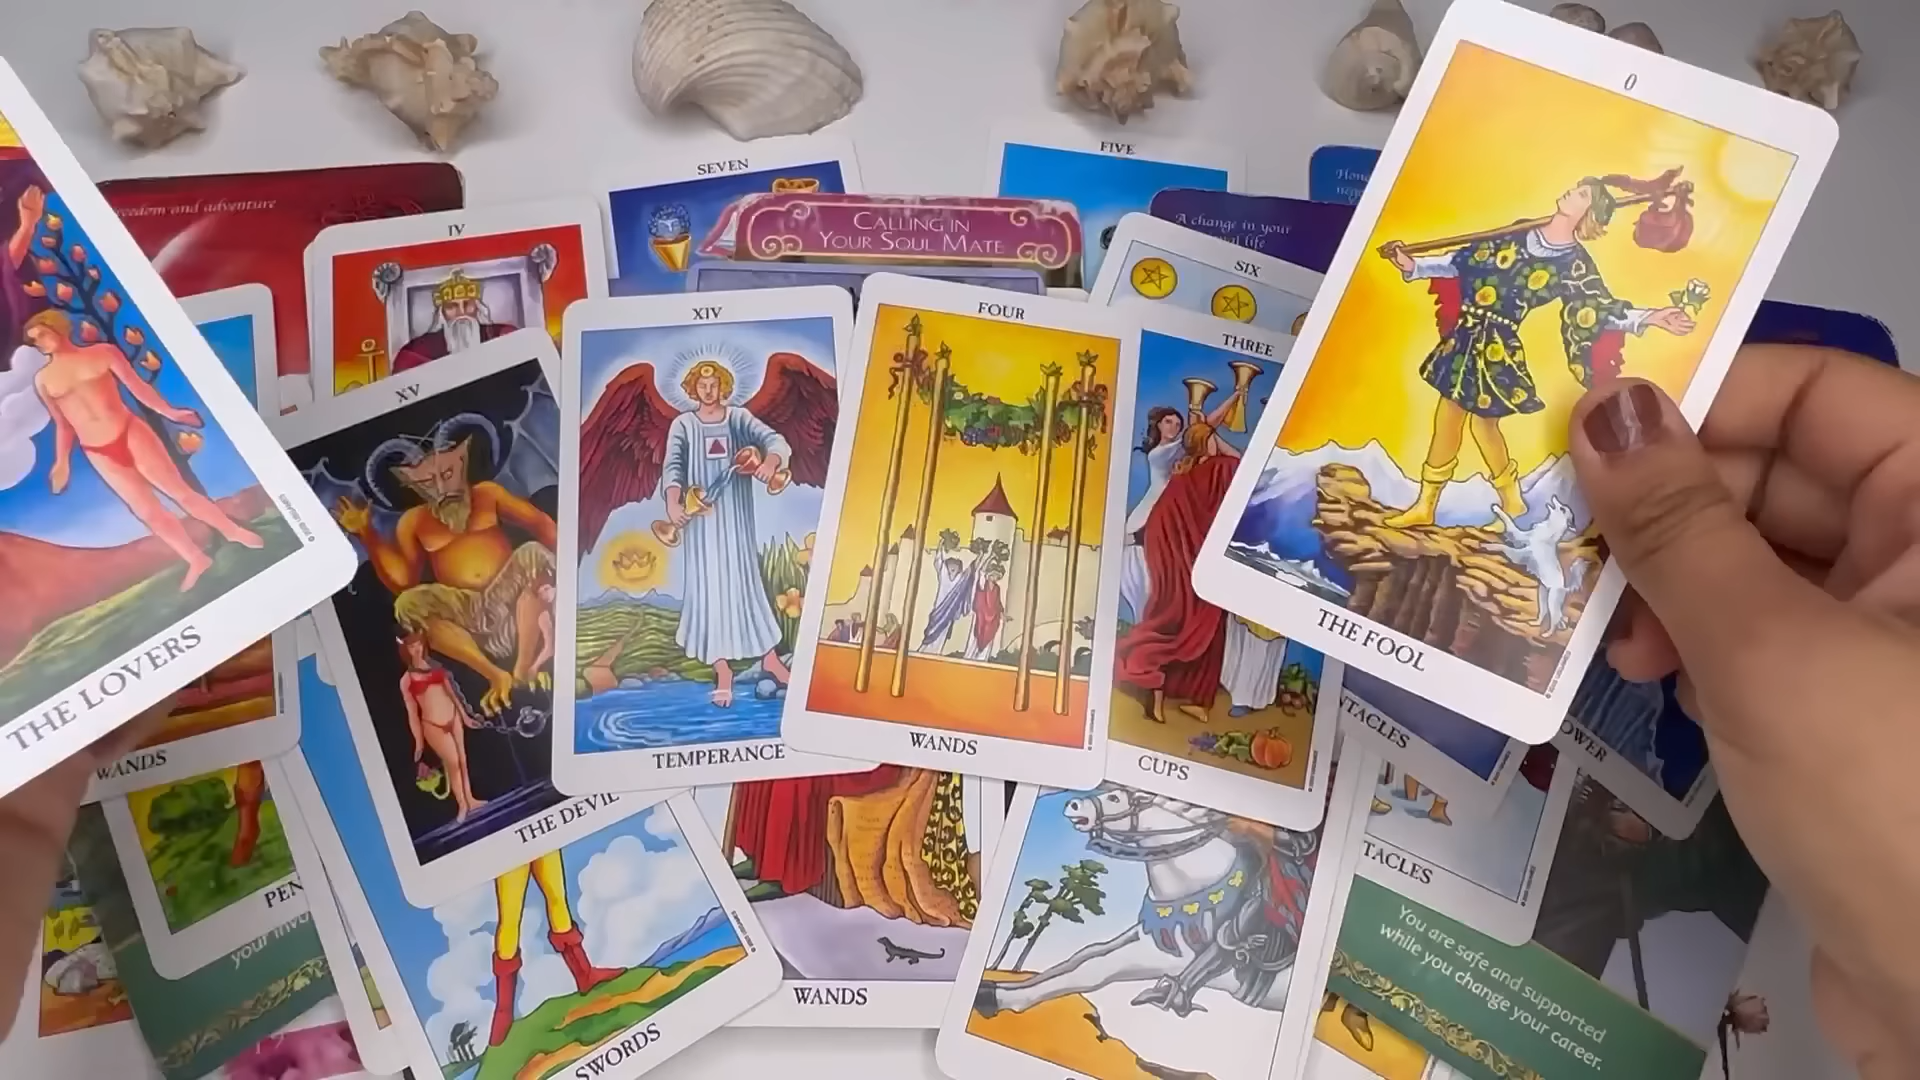 SEVEN
FIVE
freedom and adventure
IV
CALLING IN
YOUR SOUL MATE
A change in your
life
SIX
0
XIV
FOUR
THREE
XV
THE FOOL
THE LOVERS
WANDS
TEMPERANCE
WANDS
CUPS
THE DEVIL
WANDS
SWORDS
You are safe and supported
while you change your career.